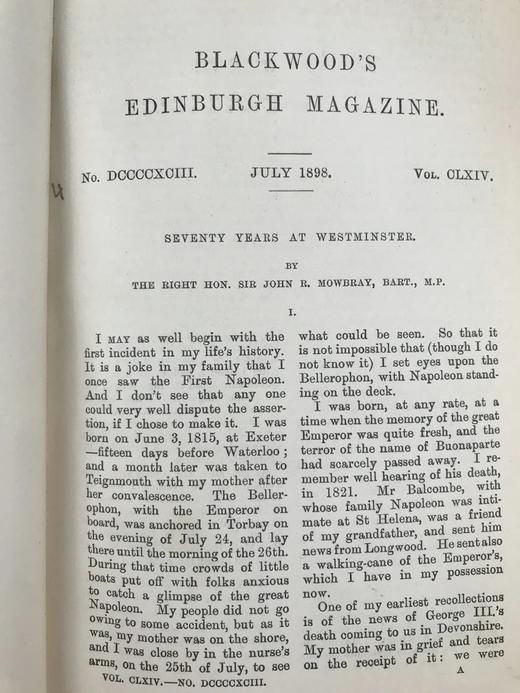 BLACKWOOD'S
EDINBURGH MAGAZINE.
No. DCCCCXCIII. JULY 1898. VOL. CLXIV.
4
SEVENTY YEARS AT WESTMINSTER.
BY
THE RIGHT HON. SIR JOHN R. MOWBRAY, BART., M.P.
I.
I MAY as well begin with the
first incident in my life's history.
It is a joke in my family that I
once saw the First Napoleon.
And I don't see that any one
could very well dispute the asser-
tion, if I chose to make it. I was
born on June 3, 1815, at Exeter
—fifteen days before Waterloo;
and a month later was taken to
Teignmouth with my mother after
her convalescence. The Beller-
ophon, with the Emperor on
board, was anchored in Torbay on
the evening of July 24, and lay
there until the morning of the 26th.
During that time crowds of little
boats put off with folks anxious
to catch a glimpse of the great
Napoleon. My people did not go
owing to some accident, but as it
was, my mother was on the shore,
and I was close by in the nurse's
arms, on the 25th of July, to see
what could be seen. So that it
is not impossible that (though I do
not know it) I set eyes upon the
Bellerophon, with Napoleon stand-
ing on the deck.
I was born, at any rate, at a
time when the memory of the great
Emperor was quite fresh, and the
terror of the name of Buonaparte
had scarcely passed away. I re-
member well hearing of his death,
in 1821. Mr Balcombe, with
whose family Napoleon was inti-
mate at St Helena, was a friend
of my grandfather, and sent him
news from Longwood. He sent also
a walking-cane of the Emperor's,
which I have in my possession
now.
One of my earliest recollections
is of the news of George III.'s
death coming to us in Devonshire.
My mother was in grief and tears
on the receipt of it: we were
VOL. CLXIV.—NO. DCCCCXCIII.
A